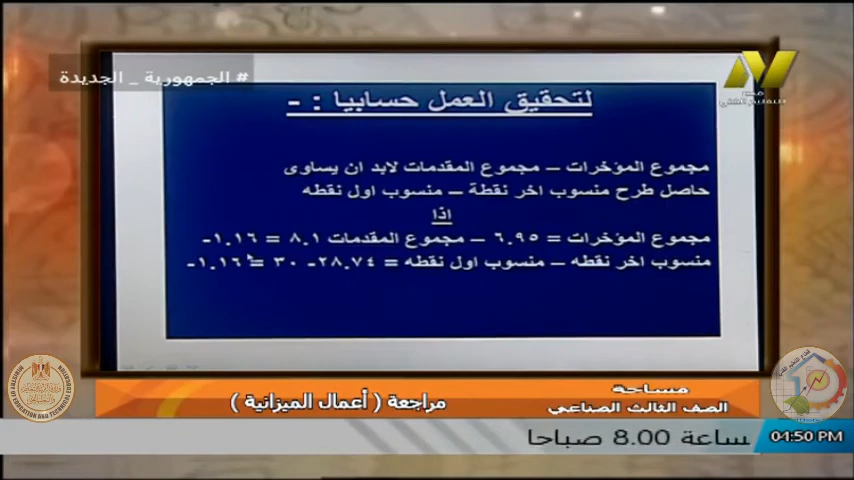 # الجمهورية _ الجديدة
مصر
لتحقيق العمل حسابيا : -
مجموع المؤخرات – مجموع المقدمات لابد ان يساوى
حاصل طرح منسوب اخر نقطة – منسوب اول نقطه
اذا
مجموع المؤخرات = ٦.٩٥ – مجموع المقدمات ٨.١ = ١.١٦-
منسوب اخر نقطه – منسوب اول نقطه = ٢٨.٧٤- ٣٠ = ١.١٦-
مساحة
الصف الثالث الصناعي
مراجعة ( أعمال الميزانية )
ساعة 8.00 صباحا
04:50 PM